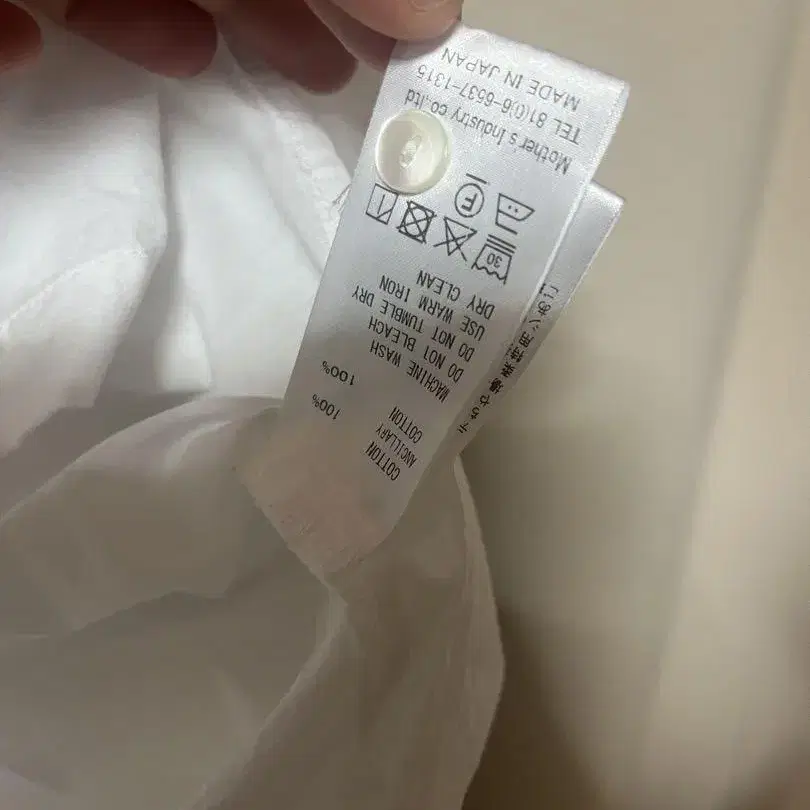 COTTON 100%
ANCILLARY
COTTON 100%
MACHINE WASH
DO NOT BLEACH
DO NOT TUMBLE DRY
USE WARM IRON
DRY CLEAN
30
F
Mother's Industry co.,ltd
TEL 81(0)6-6537-1315
MADE IN JAPAN